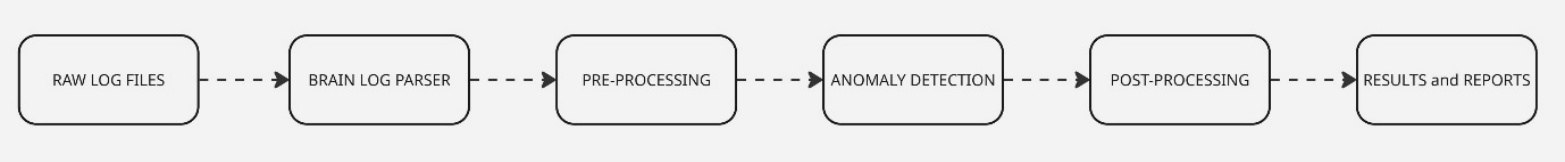 RAW LOG FILES
BRAIN LOG PARSER
PRE-PROCESSING
ANOMALY DETECTION
POST-PROCESSING
RESULTS and REPORTS